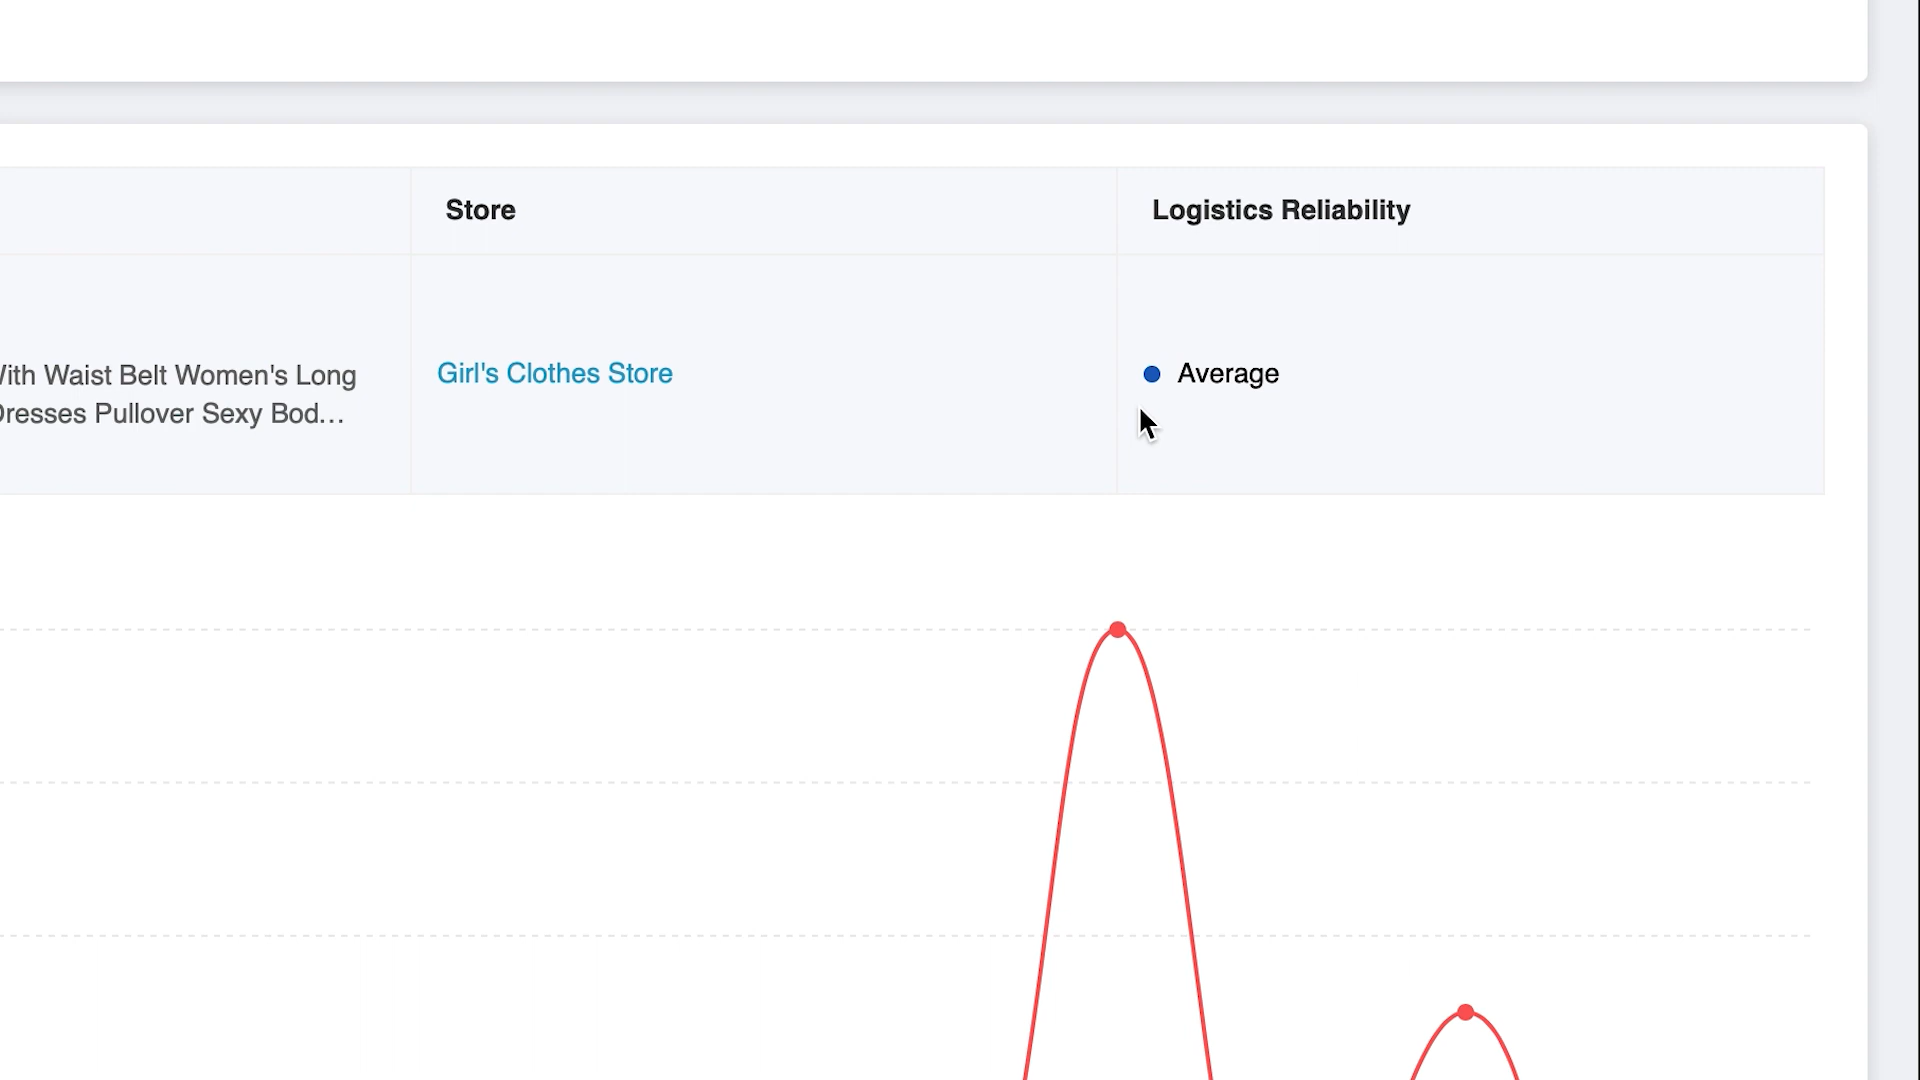 Store
Logistics Reliability
With Waist Belt Women's Long
Dresses Pullover Sexy Bod...
Girl's Clothes Store
Average